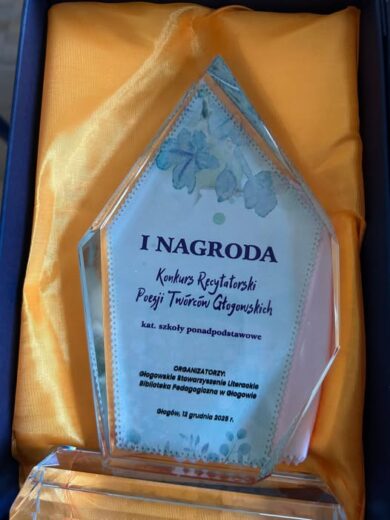 I NAGRODA
Konkurs Recytatorski
Poezji Twórców Głogowskich
kat. szkoły ponadpodstawowe
ORGANIZATORZY:
Głogowskie Stowarzyszenie Literackie
Biblioteka Pedagogiczna w Głogowie
Głogów, 12 grudnia 2025 r.